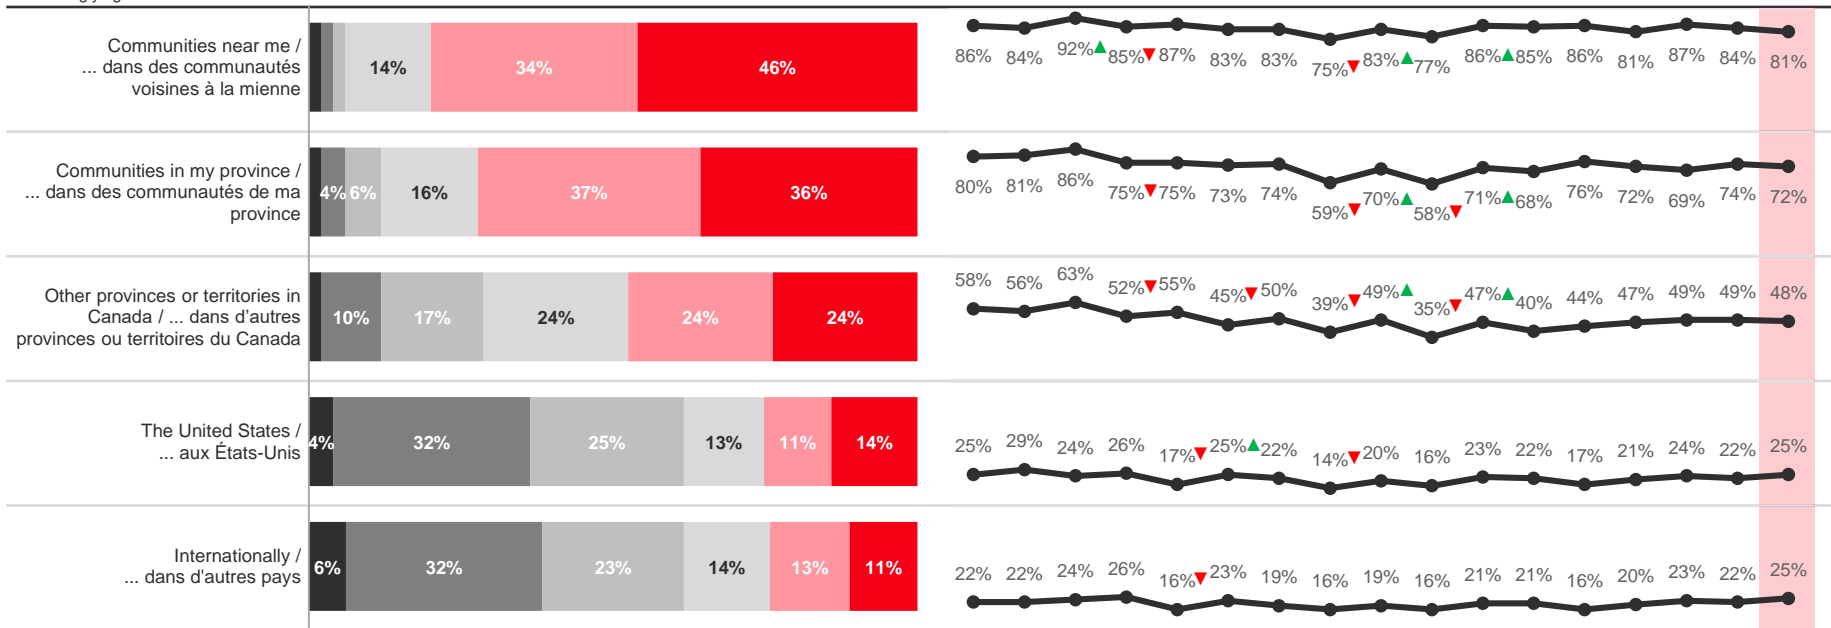 Communities near me /
... dans des communautés
voisines à la mienne
14% 34% 46%
86% 84% 92% 85% 87% 83% 83% 75% 83% 77% 86% 85% 86% 81% 87% 84% 81%
Communities in my province /
... dans des communautés de ma
province
4% 6% 16% 37% 36%
80% 81% 86% 75% 75% 73% 74% 59% 70% 58% 71% 68% 76% 72% 69% 74% 72%
Other provinces or territories in
Canada / ... dans d’autres
provinces ou territoires du Canada
10% 17% 24% 24% 24%
58% 56% 63% 52% 55% 45% 50% 39% 49% 35% 47% 40% 44% 47% 49% 49% 48%
The United States /
... aux États-Unis
4% 32% 25% 13% 11% 14%
25% 29% 24% 26% 17% 25% 22% 14% 20% 16% 23% 22% 17% 21% 24% 22% 25%
Internationally /
... dans d'autres pays
6% 32% 23% 14% 13% 11%
22% 22% 24% 26% 16% 23% 19% 16% 19% 16% 21% 21% 16% 20% 23% 22% 25%